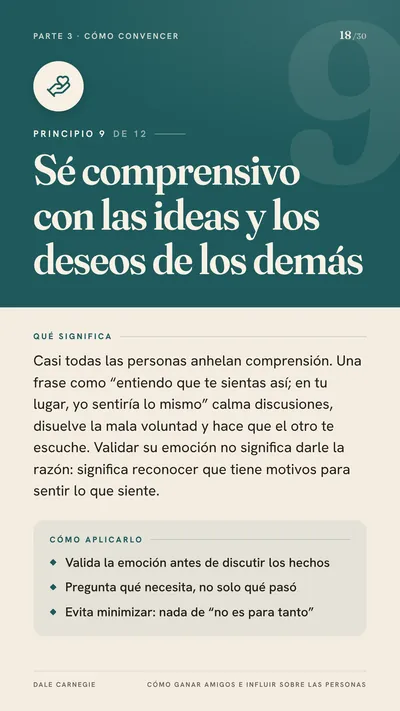 PARTE 3 · CÓMO CONVENCER
18/30
9
PRINCIPIO 9 DE 12
Sé comprensivo
con las ideas y los
deseos de los demás
QUÉ SIGNIFICA
Casi todas las personas anhelan comprensión. Una
frase como “entiendo que te sientas así; en tu
lugar, yo sentiría lo mismo” calma discusiones,
disuelve la mala voluntad y hace que el otro te
escuche. Validar su emoción no significa darle la
razón: significa reconocer que tiene motivos para
sentir lo que siente.
CÓMO APLICARLO
◆ Valida la emoción antes de discutir los hechos
◆ Pregunta qué necesita, no solo qué pasó
◆ Evita minimizar: nada de “no es para tanto”
DALE CARNEGIE
CÓMO GANAR AMIGOS E INFLUIR SOBRE LAS PERSONAS